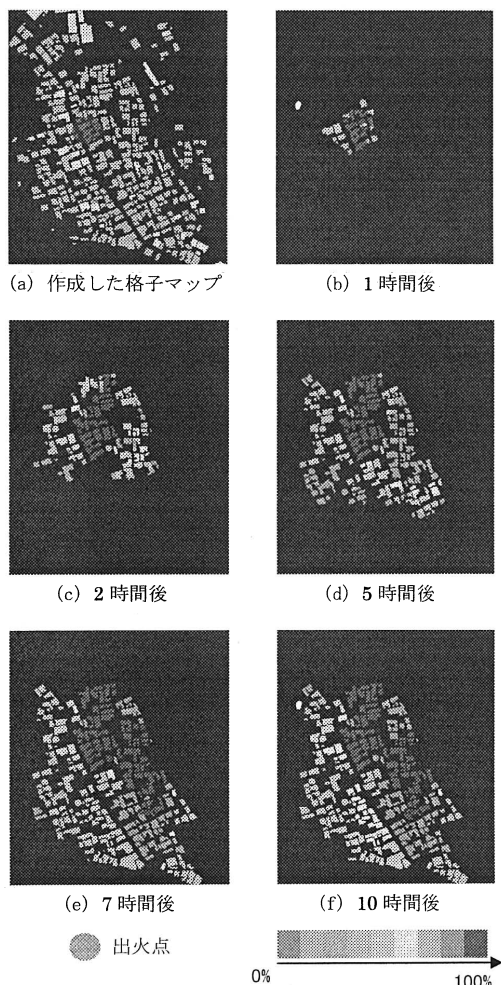 (a) 作成した格子マップ
(b) 1 時間後
(c) 2 時間後
(d) 5 時間後
(e) 7 時間後
(f) 10 時間後
出火点
0%
100%